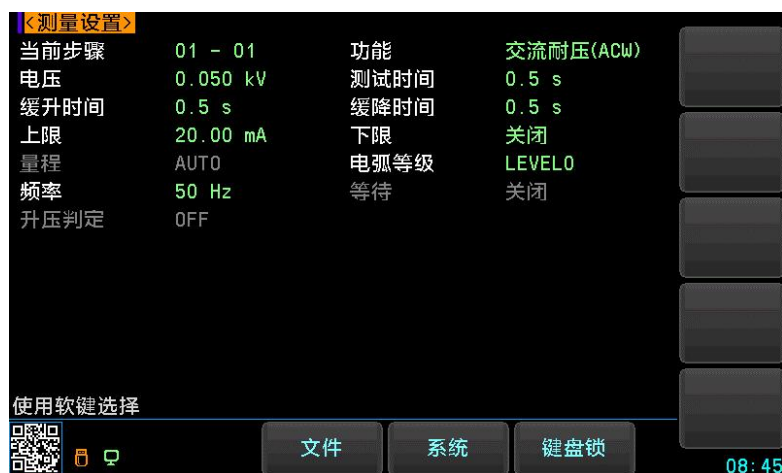 <测量设置>
当前步骤 01 - 01 功能 交流耐压(ACW)
电压 0.050 kV 测试时间 0.5 s
缓升时间 0.5 s 缓降时间 0.5 s
上限 20.00 mA 下限 关闭
量程 AUTO 电弧等级 LEVEL0
频率 50 Hz 等待 关闭
升压判定 OFF
使用软键选择
文件 系统 键盘锁
08:45